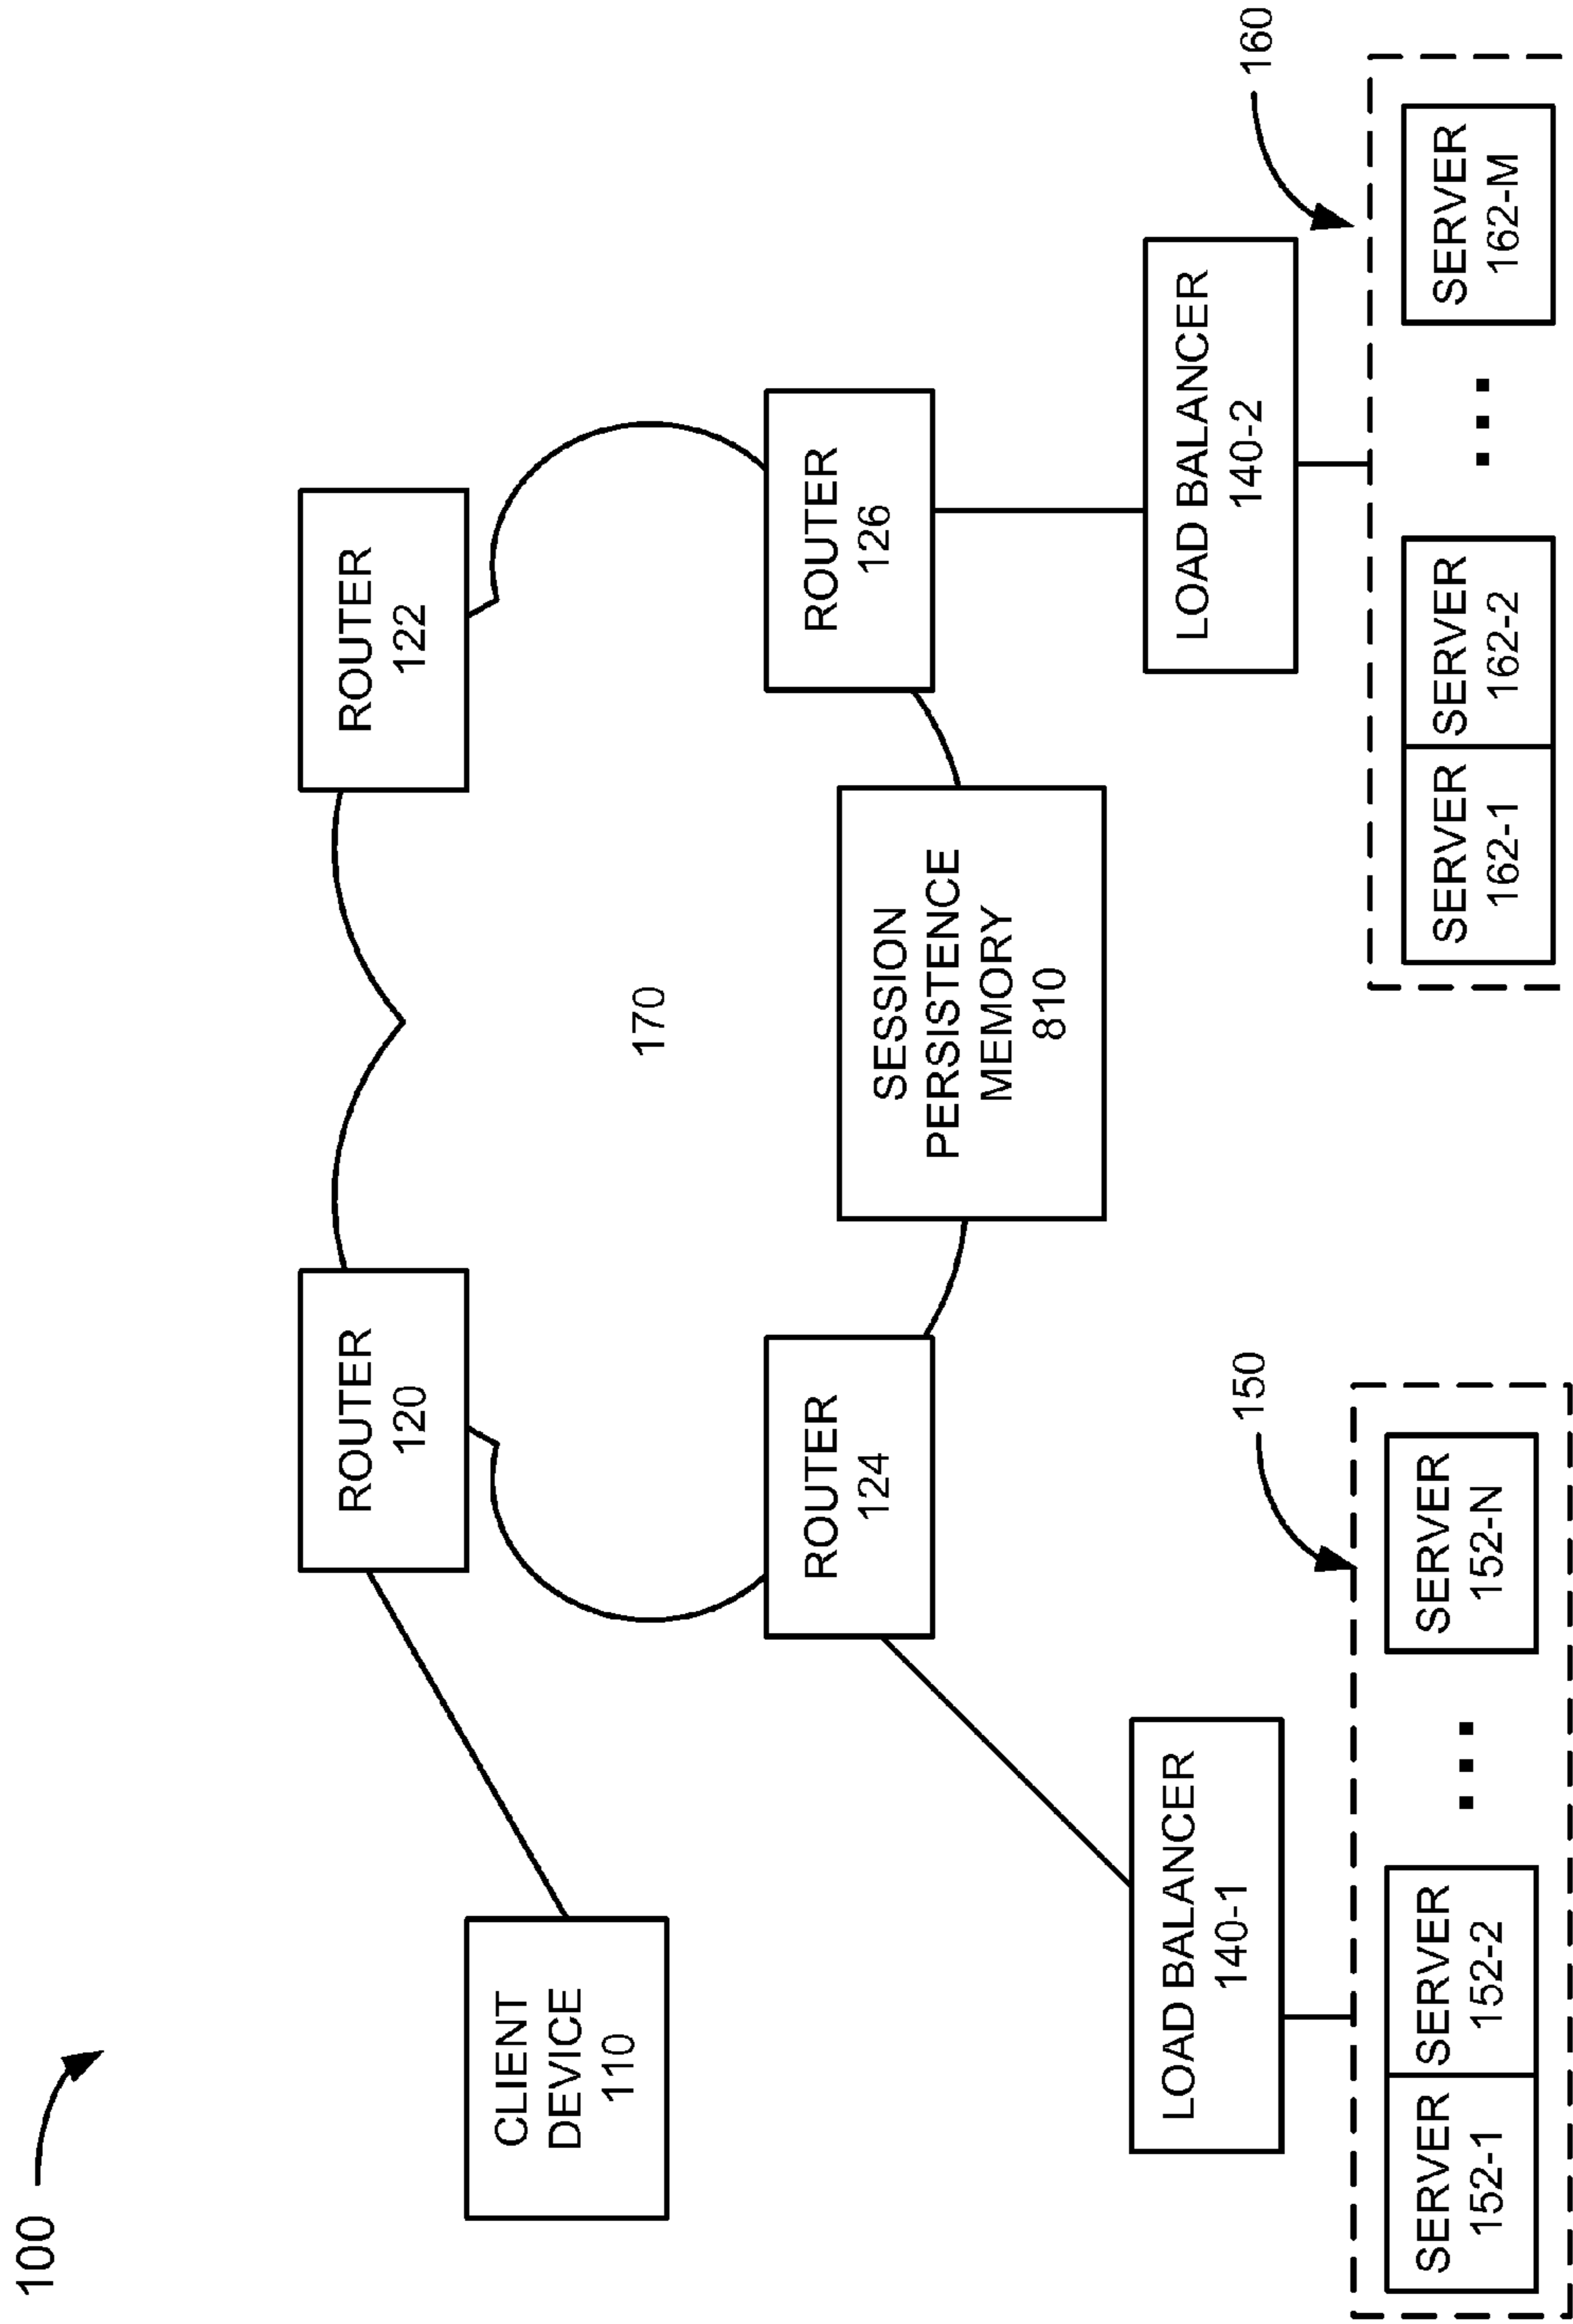 100
CLIENT
DEVICE
110
ROUTER
120
ROUTER
122
170
ROUTER
124
ROUTER
126
SESSION
PERSISTENCE
MEMORY
810
LOAD BALANCER
140-1
LOAD BALANCER
140-2
150
160
SERVER
152-1
SERVER
152-2
SERVER
152-N
SERVER
162-1
SERVER
162-2
SERVER
162-M